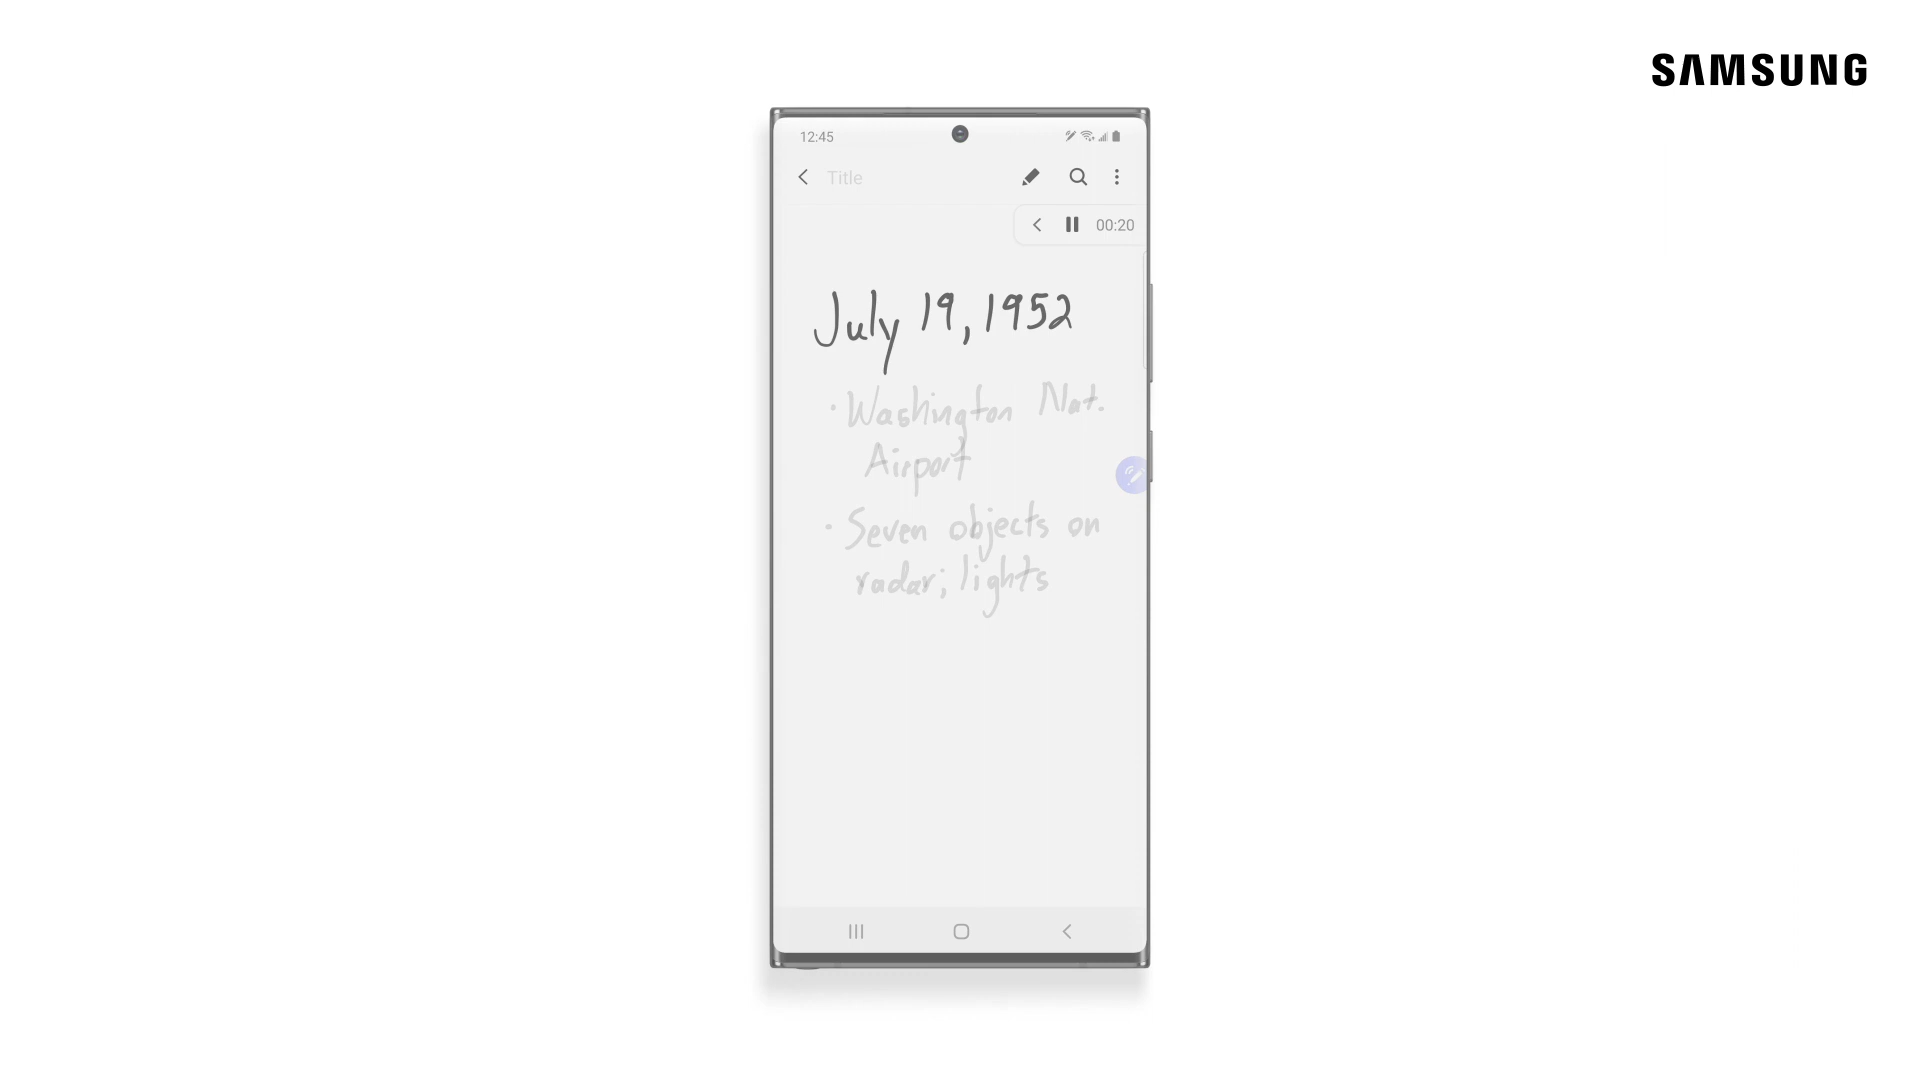 SAMSUNG
12:45
Title
00:20
July 19, 1952
• Washington Nat.
Airport
• Seven objects on
radar; lights